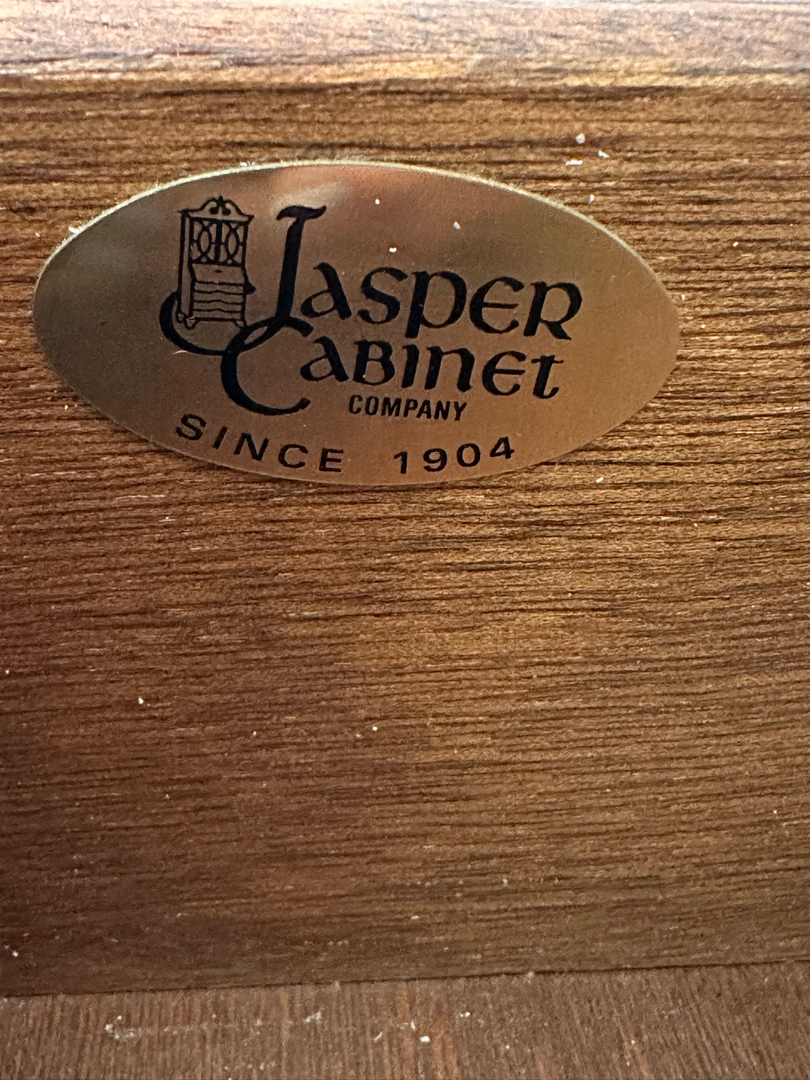 Jasper
Cabinet
COMPANY
SINCE 1904